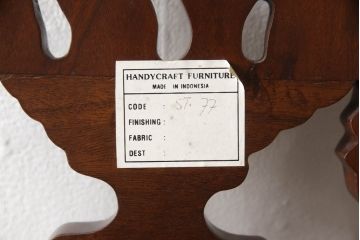 HANDYCRAFT FURNITURE
MADE IN INDONESIA
CODE : ST. 77
FINISHING :
FABRIC :
DEST :